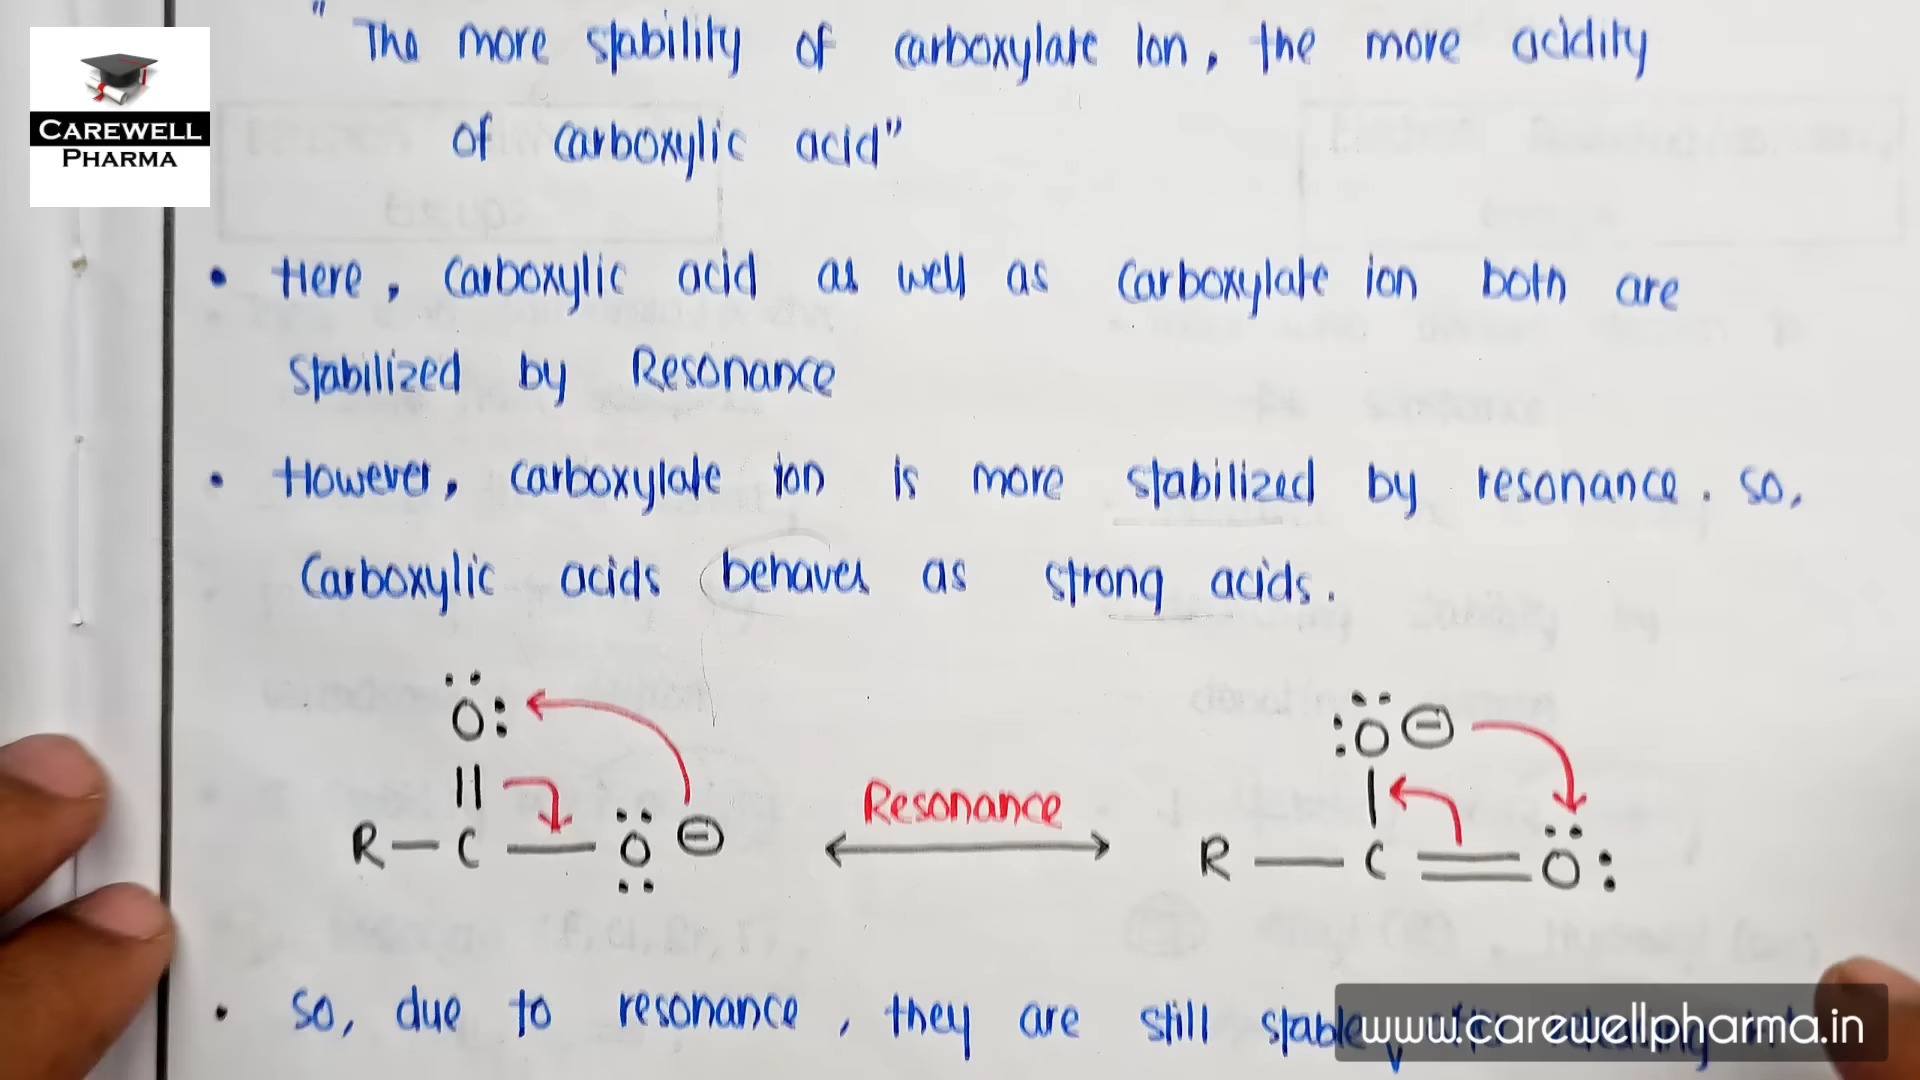 " The more stability of carboxylate Ion, the more acidity
of carboxylic acid"
CAREWELL
PHARMA
• Here, carboxylic acid as well as carboxylate ion both are
stabilized by Resonance
• However, carboxylate ion is more stabilized by resonance. so,
Carboxylic acids behaves as strong acids.
O
R — C — O ⊖
Resonance
O ⊖
R — C = O
• So, due to resonance, they are still stable,
www.carewellpharma.in